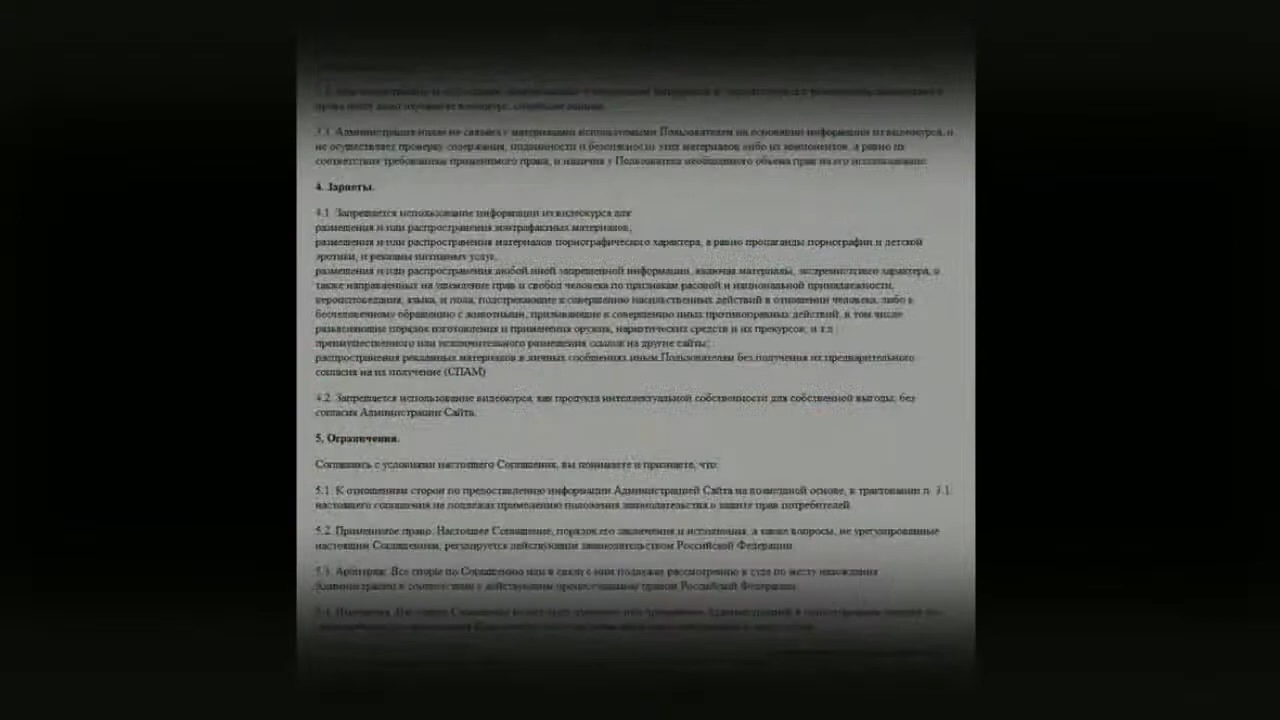 3.3. Администрация никак не связана с материалами используемыми Пользователем на основании информации из видеокурса, и
не осуществляет проверку содержания, подлинности и безопасности этих материалов либо их компонентов, а равно их
соответствия требованиям применимого права, и наличия у Пользователя необходимого объема прав на его использование.
4. Запреты.
4.1. Запрещается использование информации из видеокурса для
размещения и или распространения контрафактных материалов,
размещения и или распространения материалов порнографического характера, а равно пропаганды порнографии и детской
эротики, и рекламы интимных услуг,
размещения и или распространения любой иной запрещенной информации, включая материалы, экстремистского характера, а
также направленных на ущемление прав и свобод человека по признакам расовой и национальной принадлежности,
вероисповедания, языка, и пола, подстрекающие к совершению насильственных действий в отношении человека, либо к
бесчеловечному обращению с животными, призывающие к совершению иных противоправных действий, в том числе
разъясняющие порядок изготовления и применения оружия, наркотических средств и их прекурсов, и т.д
преимущественного или исключительного размещения ссылок на другие сайты;
распространения рекламных материалов в личных сообщениях иным Пользователям без получения их предварительного
согласия на их получение (СПАМ)
4.2. Запрещается использование видеокурса, как продукта интеллектуальной собственности для собственной выгоды, без
согласия Администрации Сайта.
5. Ограничения.
Соглашаясь с условиями настоящего Соглашения, вы понимаете и признаете, что:
5.1. К отношениям сторон по предоставлению информации Администрацией Сайта на возмездной основе, в трактовании п. 3.1.
настоящего соглашения не подлежат применению положения законодательства о защите прав потребителей.
5.2. Применимое право. Настоящее Соглашение, порядок его заключения и исполнения, а также вопросы, не урегулированные
настоящим Соглашением, регулируется действующим законодательством Российской Федерации.
5.3. Арбитраж. Все споры по Соглашению или в связи с ним подлежат рассмотрению в суде по месту нахождения
Администрации в соответствии с действующим процессуальным правом Российской Федерации.